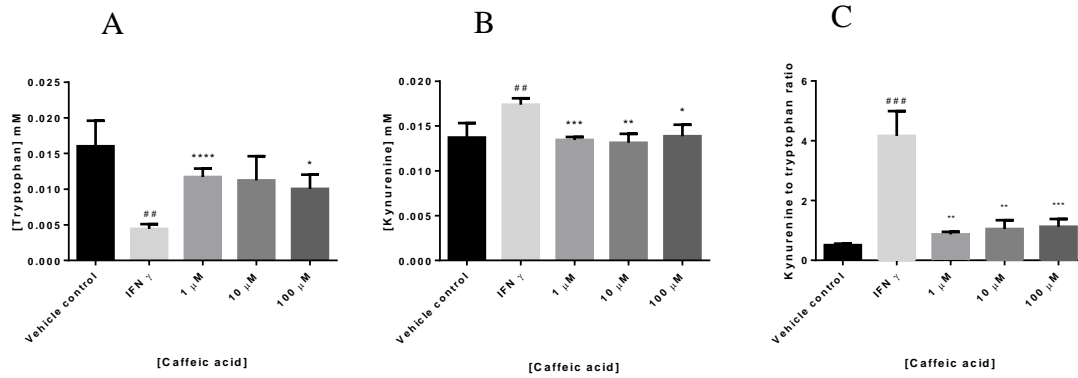 A
[Tryptophan] mM
0.020
0.015
0.010
0.005
0.000
##
****
*
Vehicle control
IFN γ
1 μM
10 μM
100 μM
[Caffeic acid]
B
[Kynurenine] mM
0.020
0.015
0.010
0.005
0.000
##
***
**
*
Vehicle control
IFN γ
1 μM
10 μM
100 μM
[Caffeic acid]
C
Kynurenine to tryptophan ratio
6
4
2
0
###
**
**
***
Vehicle control
IFN γ
1 μM
10 μM
100 μM
[Caffeic acid]